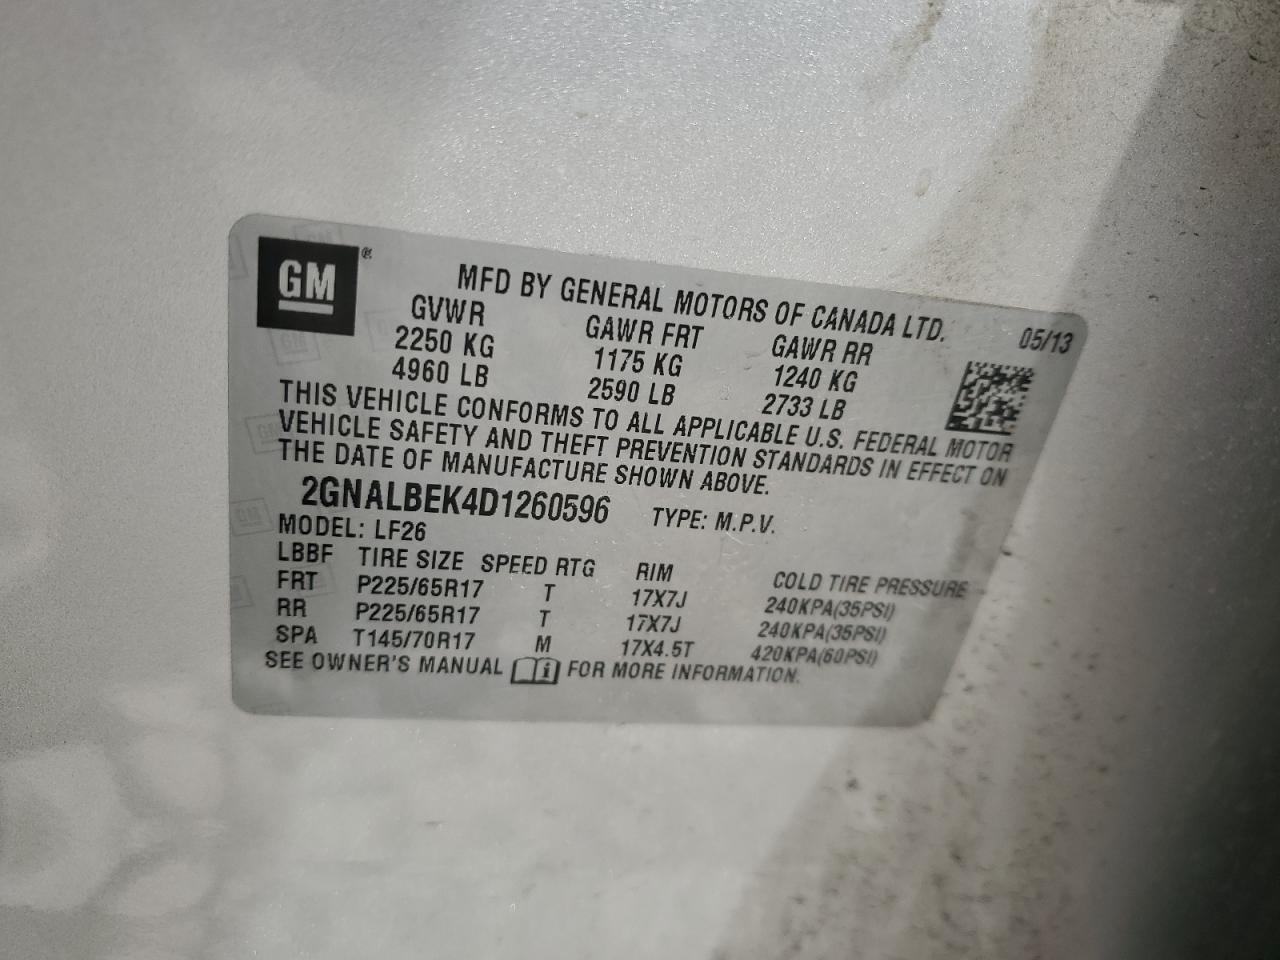 GM®
MFD BY GENERAL MOTORS OF CANADA LTD.
05/13
GVWR GAWR FRT GAWR RR
2250 KG 1175 KG 1240 KG
4960 LB 2590 LB 2733 LB
THIS VEHICLE CONFORMS TO ALL APPLICABLE U.S. FEDERAL MOTOR
VEHICLE SAFETY AND THEFT PREVENTION STANDARDS IN EFFECT ON
THE DATE OF MANUFACTURE SHOWN ABOVE.
2GNALBEK4D1260596 TYPE: M.P.V.
MODEL: LF26
LBBF TIRE SIZE SPEED RTG RIM COLD TIRE PRESSURE
FRT P225/65R17 T 17X7J 240KPA(35PSI)
RR P225/65R17 T 17X7J 240KPA(35PSI)
SPA T145/70R17 M 17X4.5T 420KPA(60PSI)
SEE OWNER'S MANUAL FOR MORE INFORMATION.